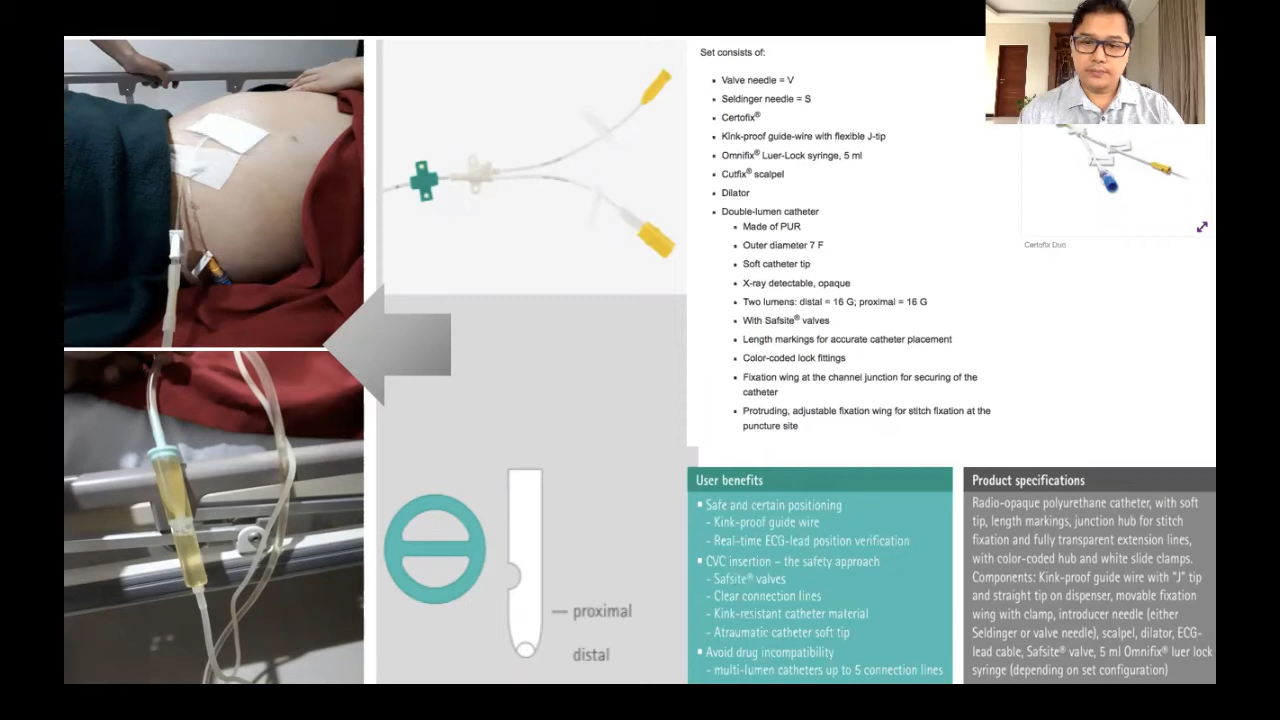 Set consists of:
Valve needle = V
Seldinger needle = S
Certofix®
Kink-proof guide-wire with flexible J-tip
Omnifix® Luer-Lock syringe, 5 ml
Cutfix® scalpel
Dilator
Double-lumen catheter
Made of PUR
Outer diameter 7 F
Soft catheter tip
X-ray detectable, opaque
Two lumens: distal = 16 G; proximal = 16 G
With Safsite® valves
Length markings for accurate catheter placement
Color-coded lock fittings
Fixation wing at the channel junction for securing of the
catheter
Protruding, adjustable fixation wing for stitch fixation at the
puncture site
Certofix Duo
proximal
distal
User benefits
Safe and certain positioning
- Kink-proof guide wire
- Real-time ECG-lead position verification
CVC insertion – the safety approach
- Safsite® valves
- Clear connection lines
- Kink-resistant catheter material
- Atraumatic catheter soft tip
Avoid drug incompatibility
- multi-lumen catheters up to 5 connection lines
Product specifications
Radio-opaque polyurethane catheter, with soft
tip, length markings, junction hub for stitch
fixation and fully transparent extension lines,
with color-coded hub and white slide clamps.
Components: Kink-proof guide wire with "J" tip
and straight tip on dispenser, movable fixation
wing with clamp, introducer needle (either
Seldinger or valve needle), scalpel, dilator, ECG-
lead cable, Safsite® valve, 5 ml Omnifix® luer lock
syringe (depending on set configuration)